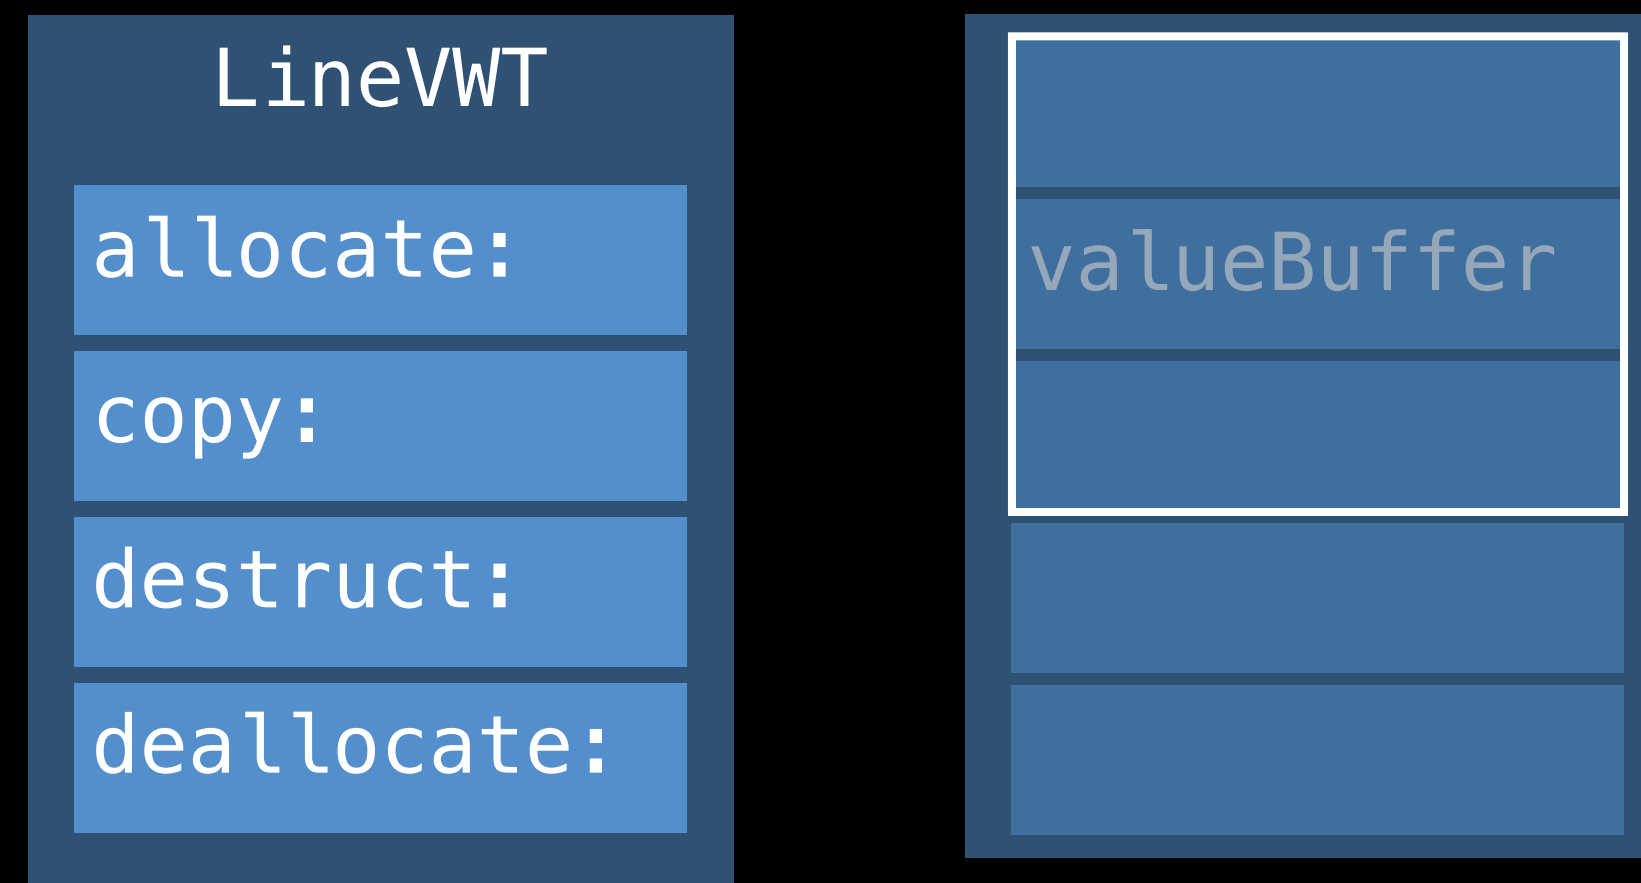 LineVWT
allocate:
copy:
destruct:
deallocate:
valueBuffer